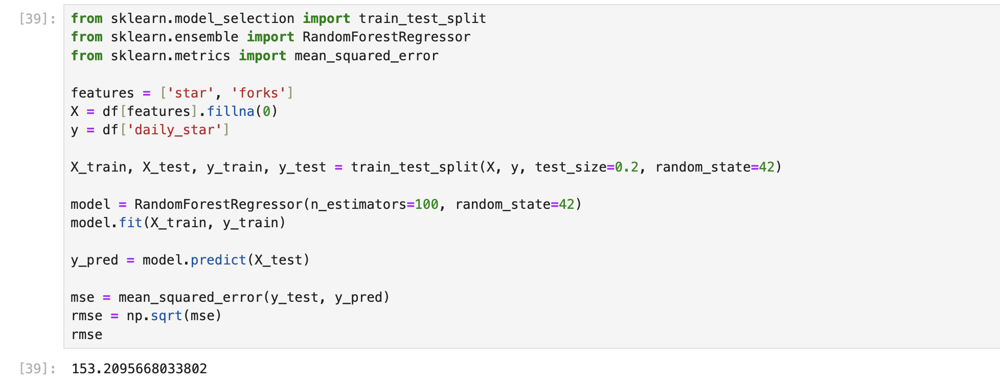 [39]: from sklearn.model_selection import train_test_split
from sklearn.ensemble import RandomForestRegressor
from sklearn.metrics import mean_squared_error
features = ['star', 'forks']
X = df[features].fillna(0)
y = df['daily_star']
X_train, X_test, y_train, y_test = train_test_split(X, y, test_size=0.2, random_state=42)
model = RandomForestRegressor(n_estimators=100, random_state=42)
model.fit(X_train, y_train)
y_pred = model.predict(X_test)
mse = mean_squared_error(y_test, y_pred)
rmse = np.sqrt(mse)
rmse
[39]: 153.2095668033802